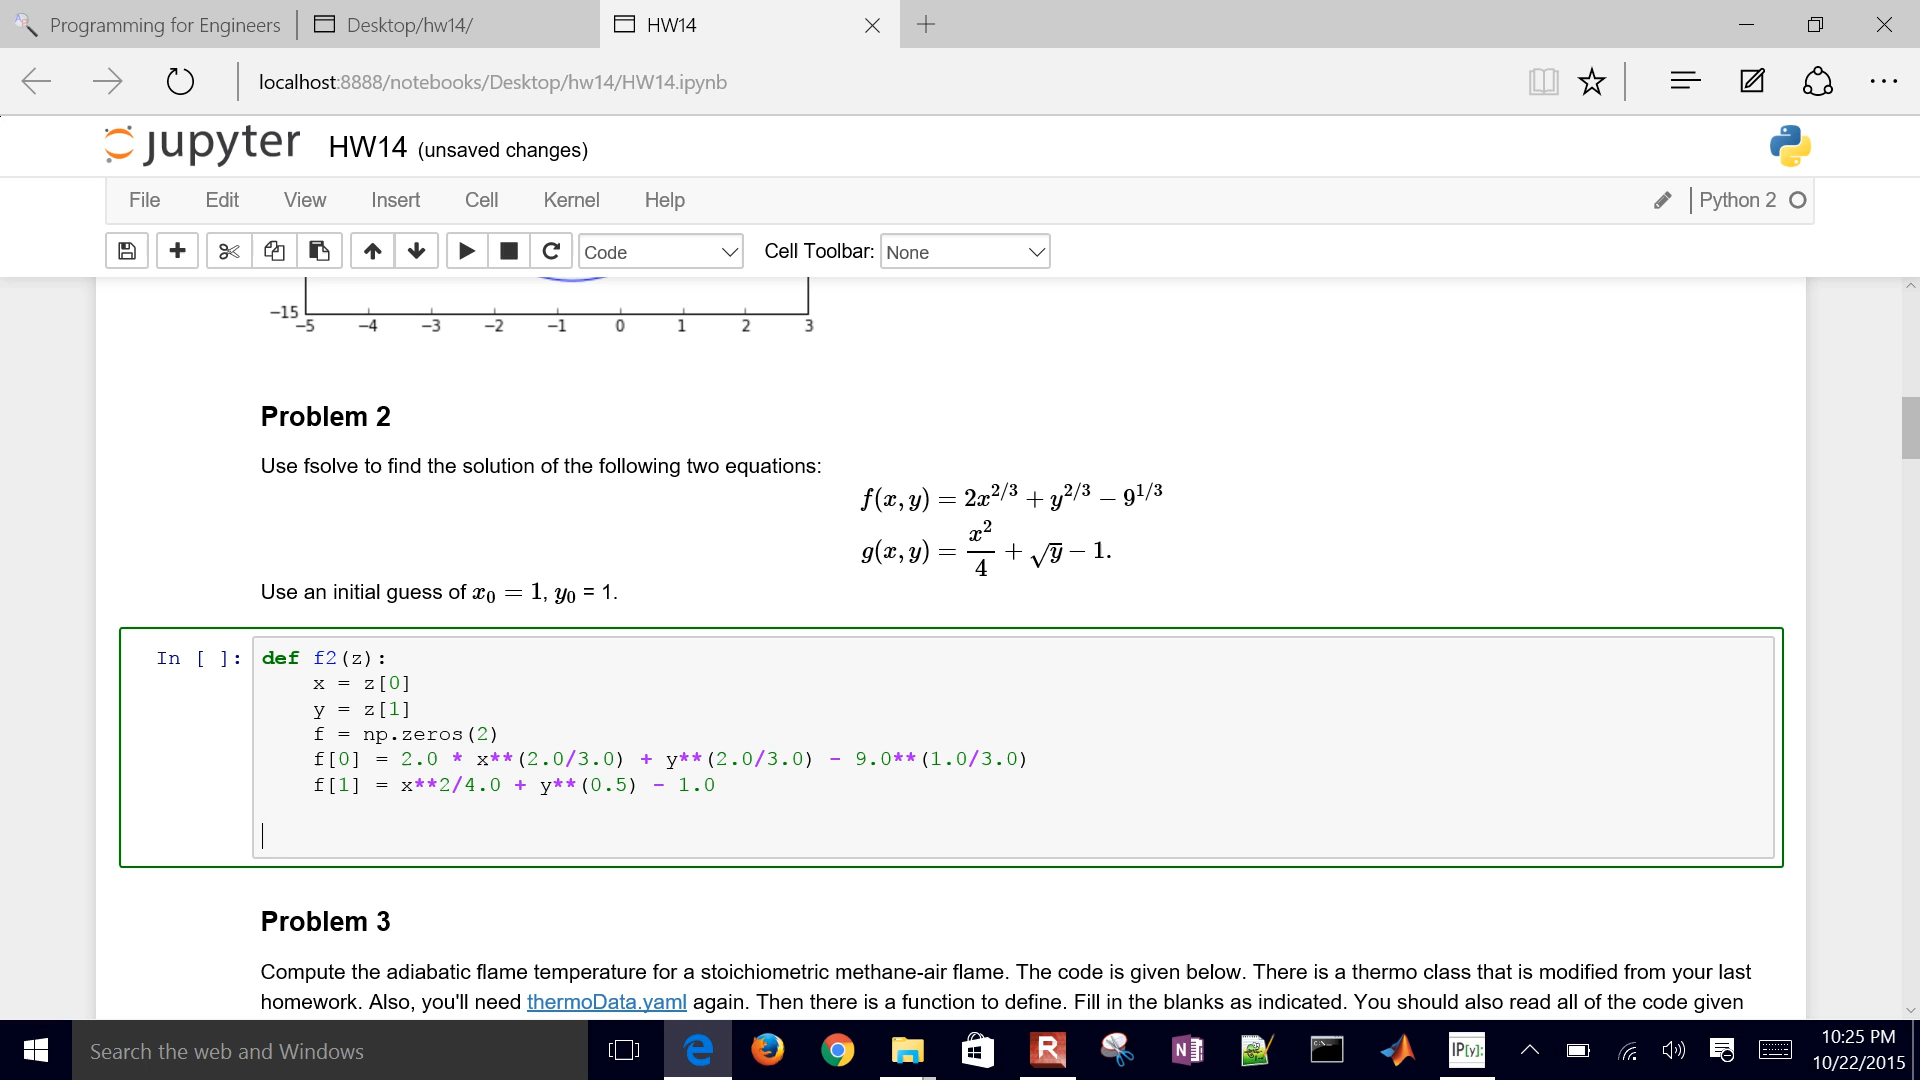 Programming for Engineers
Desktop/hw14/
HW14
localhost:8888/notebooks/Desktop/hw14/HW14.ipynb
jupyter HW14 (unsaved changes)
File Edit View Insert Cell Kernel Help Python 2
Code Cell Toolbar: None
−15
−5 −4 −3 −2 −1 0 1 2 3
Problem 2
Use fsolve to find the solution of the following two equations:
f(x, y) = 2x^{2/3} + y^{2/3} − 9^{1/3}
g(x, y) = x^2/4 + √y − 1.
Use an initial guess of x_0 = 1, y_0 = 1.
In [ ]: def f2(z):
    x = z[0]
    y = z[1]
    f = np.zeros(2)
    f[0] = 2.0 * x**(2.0/3.0) + y**(2.0/3.0) - 9.0**(1.0/3.0)
    f[1] = x**2/4.0 + y**(0.5) - 1.0
Problem 3
Compute the adiabatic flame temperature for a stoichiometric methane-air flame. The code is given below. There is a thermo class that is modified from your last
homework. Also, you'll need thermoData.yaml again. Then there is a function to define. Fill in the blanks as indicated. You should also read all of the code given
Search the web and Windows
R
N
C:\_
IP[y]:
10:25 PM
10/22/2015